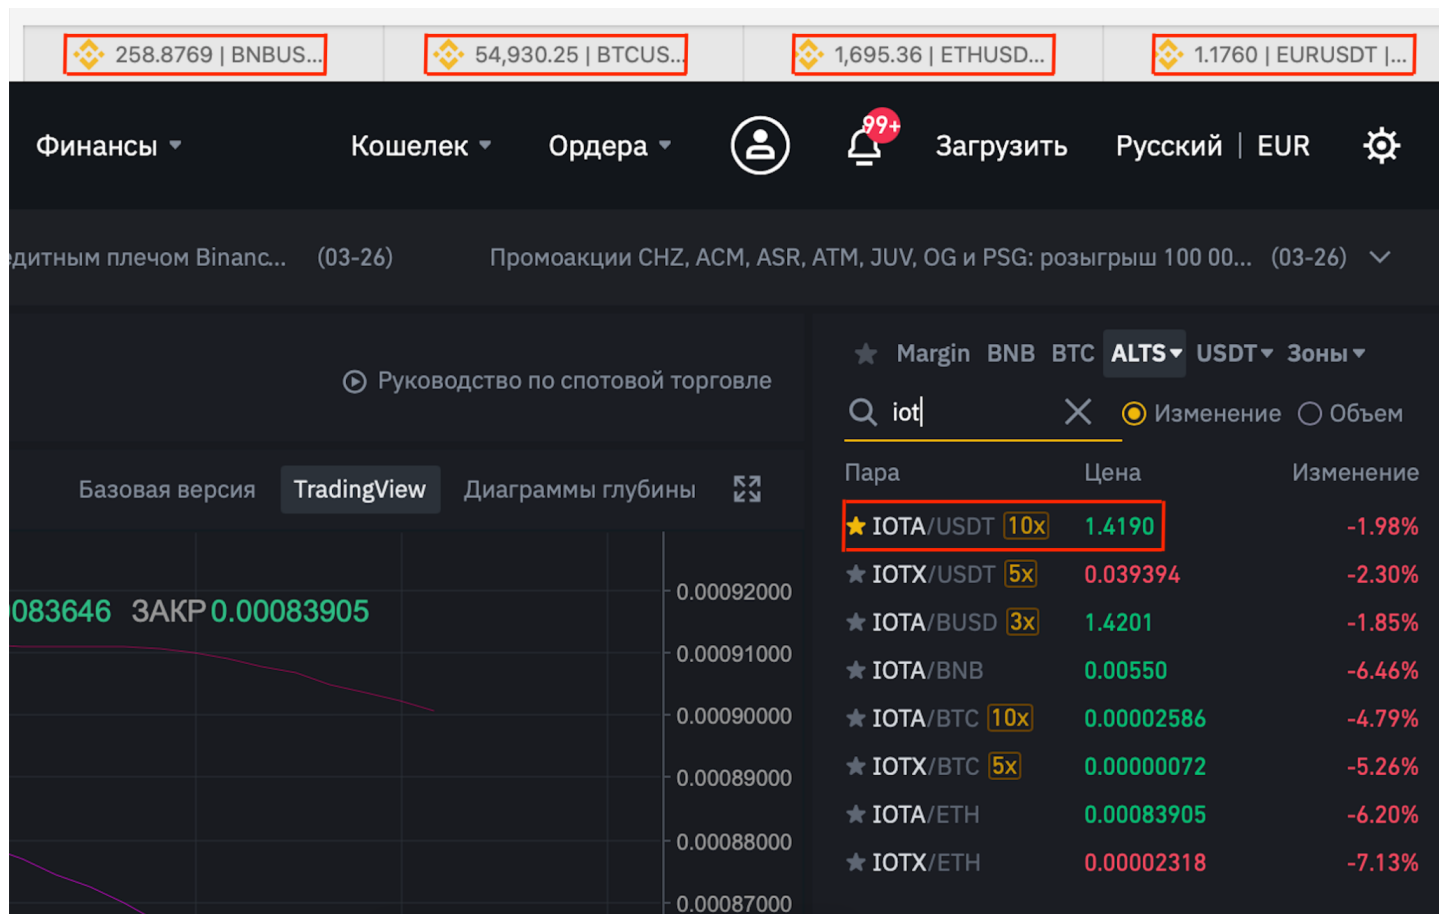 258.8769 | BNBUS... 54,930.25 | BTCUS... 1,695.36 | ETHUSD... 1.1760 | EURUSDT |...
Финансы Кошелек Ордера 99+ Загрузить Русский | EUR
едитным плечом Binanc... (03-26) Промоакции CHZ, ACM, ASR, ATM, JUV, OG и PSG: розыгрыш 100 00... (03-26)
Margin BNB BTC ALTS USDT Зоны
Руководство по спотовой торговле
iot Изменение Объем
Пара Цена Изменение
Базовая версия TradingView Диаграммы глубины
IOTA/USDT 10x 1.4190 -1.98%
IOTX/USDT 5x 0.039394 -2.30%
IOTA/BUSD 3x 1.4201 -1.85%
IOTA/BNB 0.00550 -6.46%
IOTA/BTC 10x 0.00002586 -4.79%
IOTX/BTC 5x 0.00000072 -5.26%
IOTA/ETH 0.00083905 -6.20%
IOTX/ETH 0.00002318 -7.13%
083646 ЗАКР 0.00083905
0.00092000
0.00091000
0.00090000
0.00089000
0.00088000
0.00087000